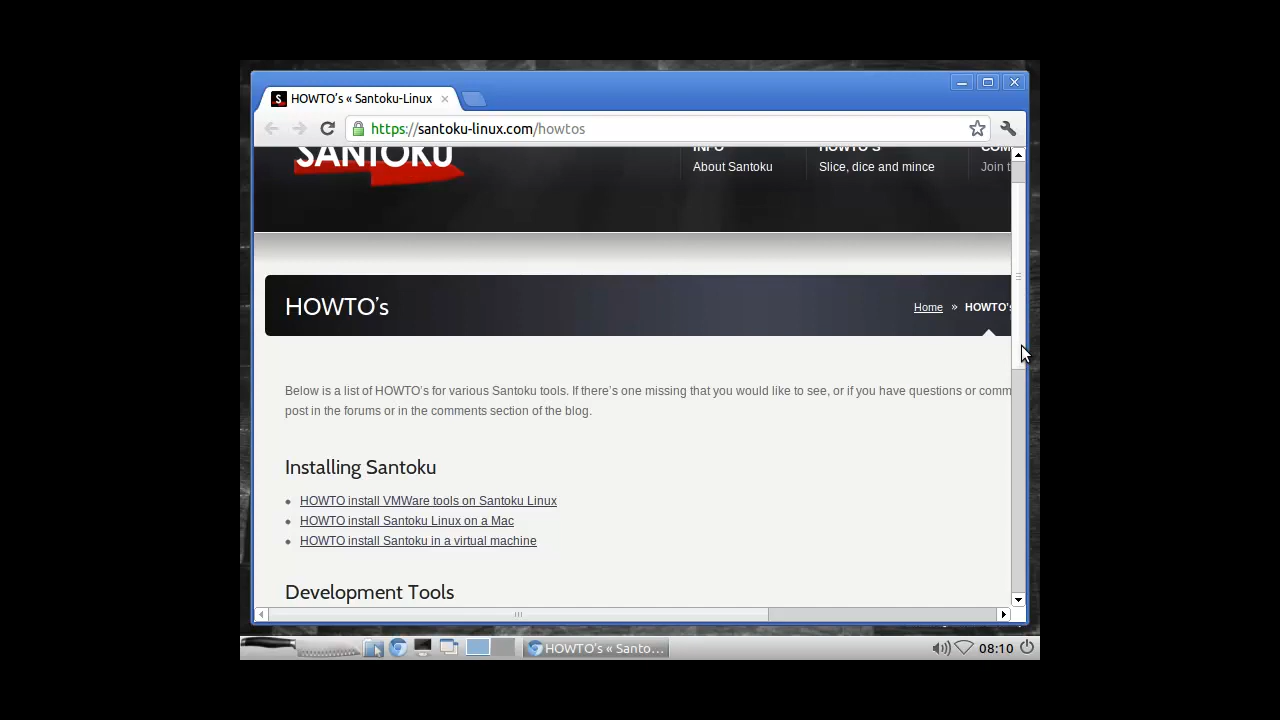 HOWTO's « Santoku-Linux
https://santoku-linux.com/howtos
SANTOKU
INFO
HOWTO'S
About Santoku
Slice, dice and mince
Join t
HOWTO's
Home » HOWTO's
Below is a list of HOWTO's for various Santoku tools. If there's one missing that you would like to see, or if you have questions or comm
post in the forums or in the comments section of the blog.
Installing Santoku
HOWTO install VMWare tools on Santoku Linux
HOWTO install Santoku Linux on a Mac
HOWTO install Santoku in a virtual machine
Development Tools
HOWTO's « Santo...
08:10